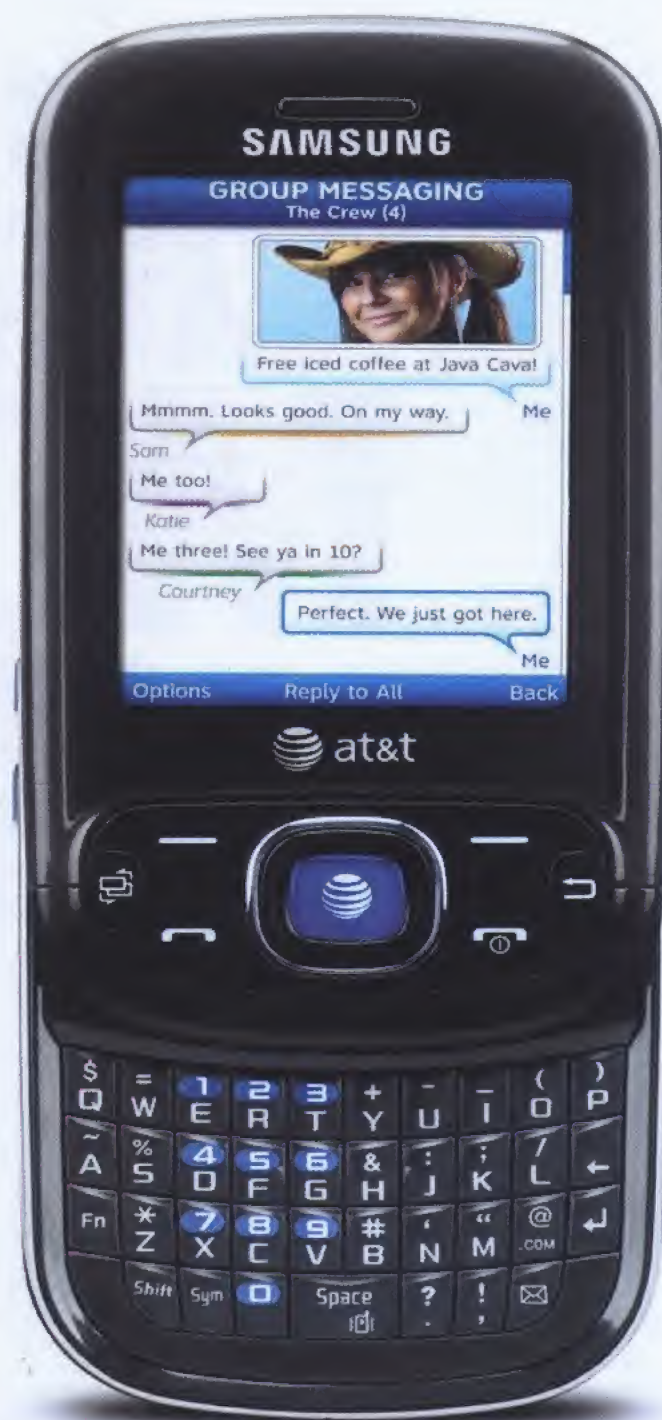 SAMSUNG
GROUP MESSAGING
The Crew (4)
Free iced coffee at Java Cava!
Me
Mmmm. Looks good. On my way.
Sam
Me too!
Katie
Me three! See ya in 10?
Courtney
Perfect. We just got here.
Me
Options Reply to All Back
at&t
$ = 1 2 3 + - _ ( )
Q W E R T Y U I O P
~ % 4 5 6 & : ; /
A S D F G H J K L ←
Fn * 7 8 9 # ‘ “ @ ↵
Z X C V B N M .COM
Shift Sym 0 Space ? !
. ,